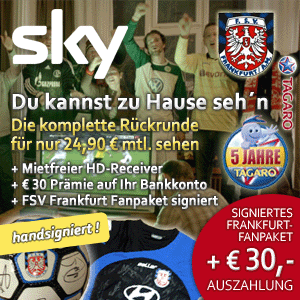 sky
F.S.V.
FRANKFURT/AM.
TAGARO
Du kannst zu Hause seh´n
Die komplette Rückrunde
für nur 24,90 € mtl. sehen
+ Mietfreier HD-Receiver
+ € 30 Prämie auf Ihr Bankkonto
+ FSV Frankfurt Fanpaket signiert
5 JAHRE
TAGARO
handsigniert !
SIGNIERTES
FRANKFURT-
FANPAKET
+ € 30,-
AUSZAHLUNG